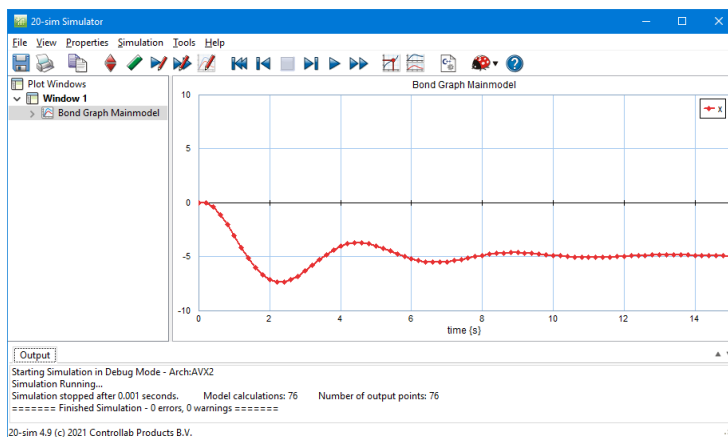 20-sim Simulator
File View Properties Simulation Tools Help
Plot Windows
Window 1
Bond Graph Mainmodel
Bond Graph Mainmodel
x
10
5
0
-5
-10
0 2 4 6 8 10 12 14
time {s}
Output
Starting Simulation in Debug Mode - Arch:AVX2
Simulation Running...
Simulation stopped after 0.001 seconds. Model calculations: 76 Number of output points: 76
======= Finished Simulation - 0 errors, 0 warnings =======
20-sim 4.9 (c) 2021 Controllab Products B.V.